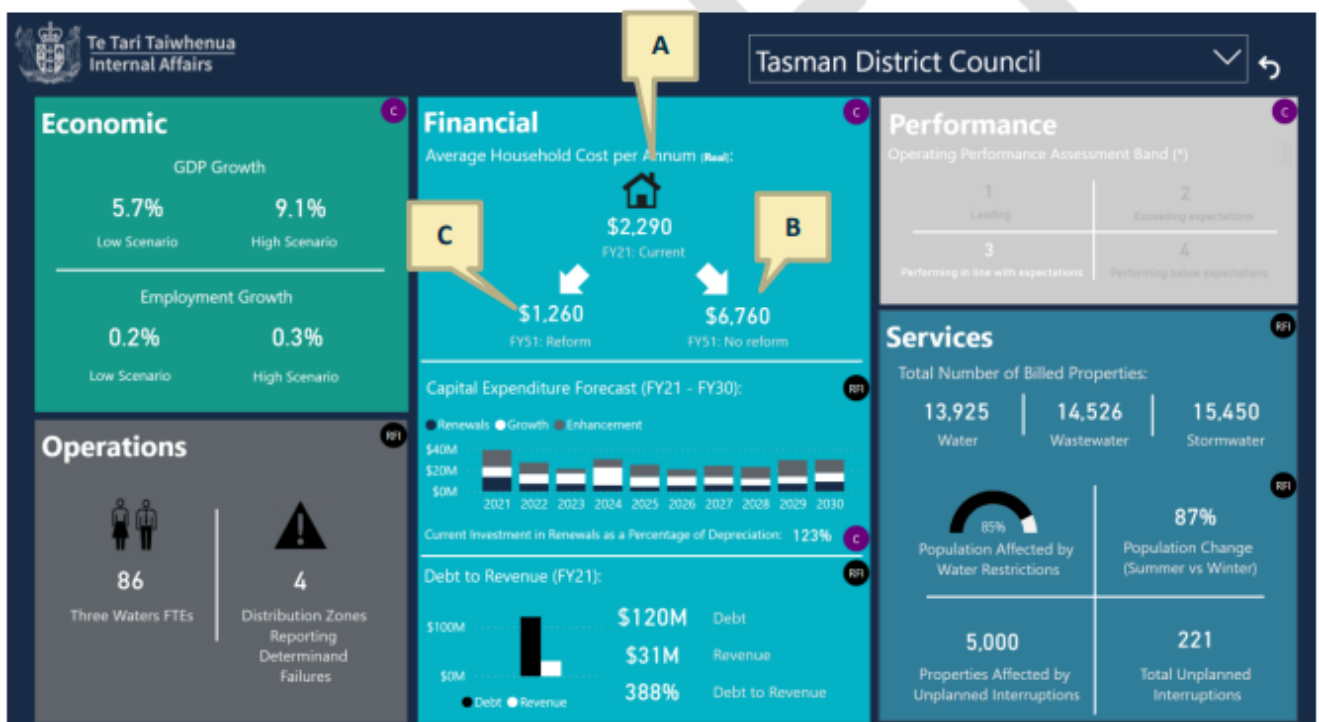 Te Tari Taiwhenua
Internal Affairs
A
Tasman District Council
Economic
C
GDP Growth
5.7%
9.1%
Low Scenario
High Scenario
Employment Growth
0.2%
0.3%
Low Scenario
High Scenario
Operations
RFI
86
4
Three Waters FTEs
Distribution Zones
Reporting
Determinand
Failures
Financial
C
Average Household Cost per Annum (Real):
$2,290
FY21: Current
C
B
$1,260
$6,760
FY51: Reform
FY51: No reform
Capital Expenditure Forecast (FY21 - FY30):
RFI
Renewals Growth Enhancement
$40M
$20M
$0M
2021 2022 2023 2024 2025 2026 2027 2028 2029 2030
Current Investment in Renewals as a Percentage of Depreciation: 123%
C
Debt to Revenue (FY21):
RFI
$100M
$0M
Debt Revenue
$120M Debt
$31M Revenue
388% Debt to Revenue
Performance
C
Operating Performance Assessment Band (*)
1
Leading
2
Exceeding expectations
3
Performing in line with expectations
4
Performing below expectations
Services
RFI
Total Number of Billed Properties:
13,925
14,526
15,450
Water
Wastewater
Stormwater
RFI
85%
Population Affected by
Water Restrictions
87%
Population Change
(Summer vs Winter)
5,000
Properties Affected by
Unplanned Interruptions
221
Total Unplanned
Interruptions